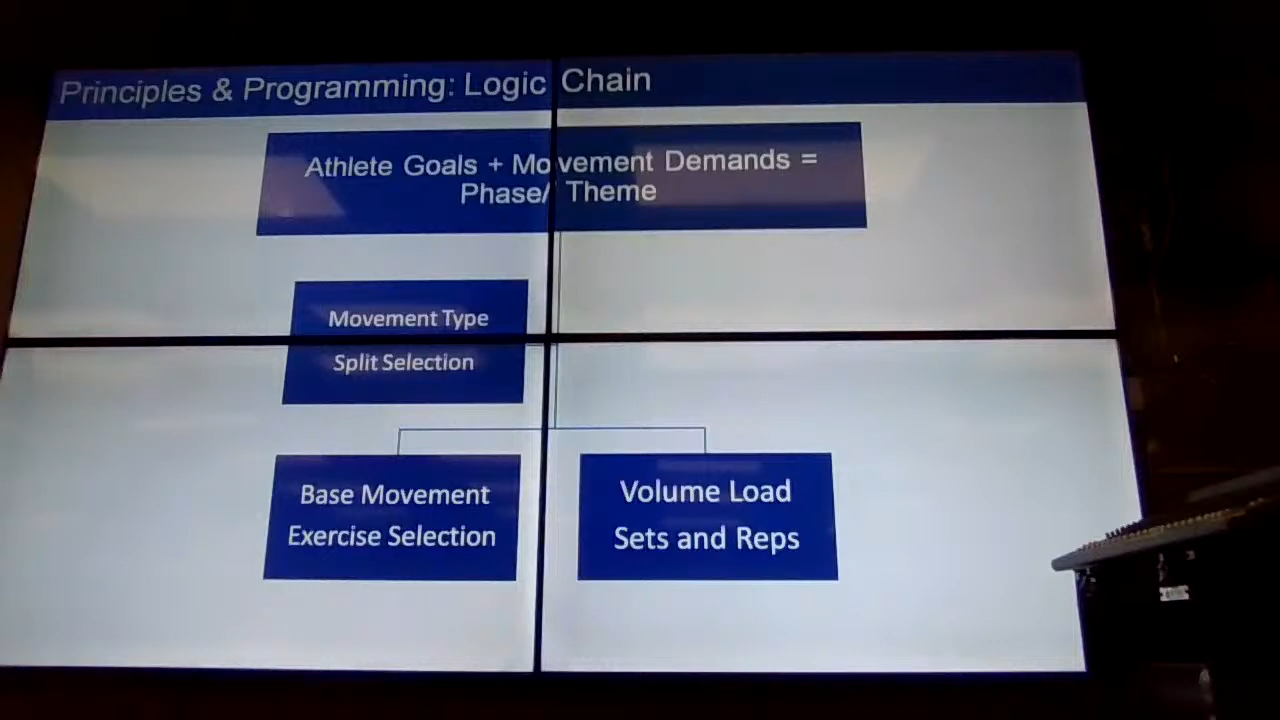 Principles & Programming: Logic Chain
Athlete Goals + Movement Demands =
Phase/ Theme
Movement Type
Split Selection
Base Movement
Exercise Selection
Volume Load
Sets and Reps